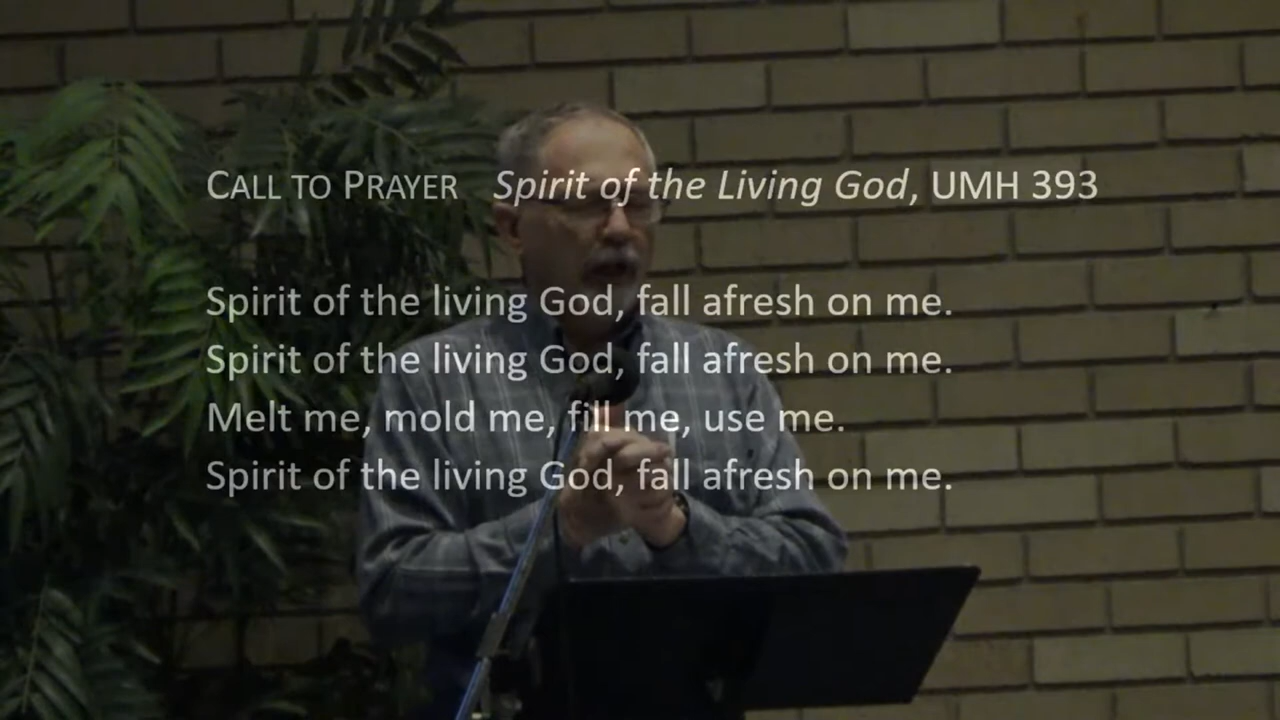 CALL TO PRAYER Spirit of the Living God, UMH 393
Spirit of the living God, fall afresh on me.
Spirit of the living God, fall afresh on me.
Melt me, mold me, fill me, use me.
Spirit of the living God, fall afresh on me.